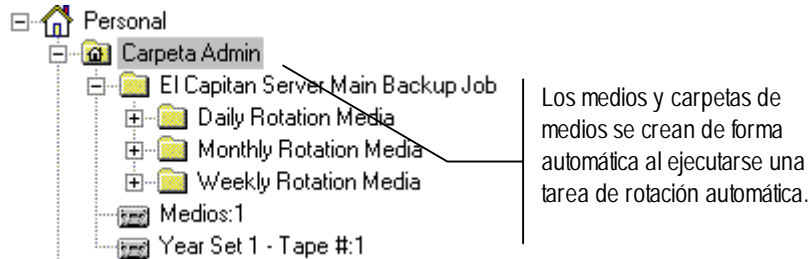 Personal
Carpeta Admin
El Capitan Server Main Backup Job
Daily Rotation Media
Monthly Rotation Media
Weekly Rotation Media
Medios:1
Year Set 1 - Tape #:1
Los medios y carpetas de
medios se crean de forma
automática al ejecutarse una
tarea de rotación automática.